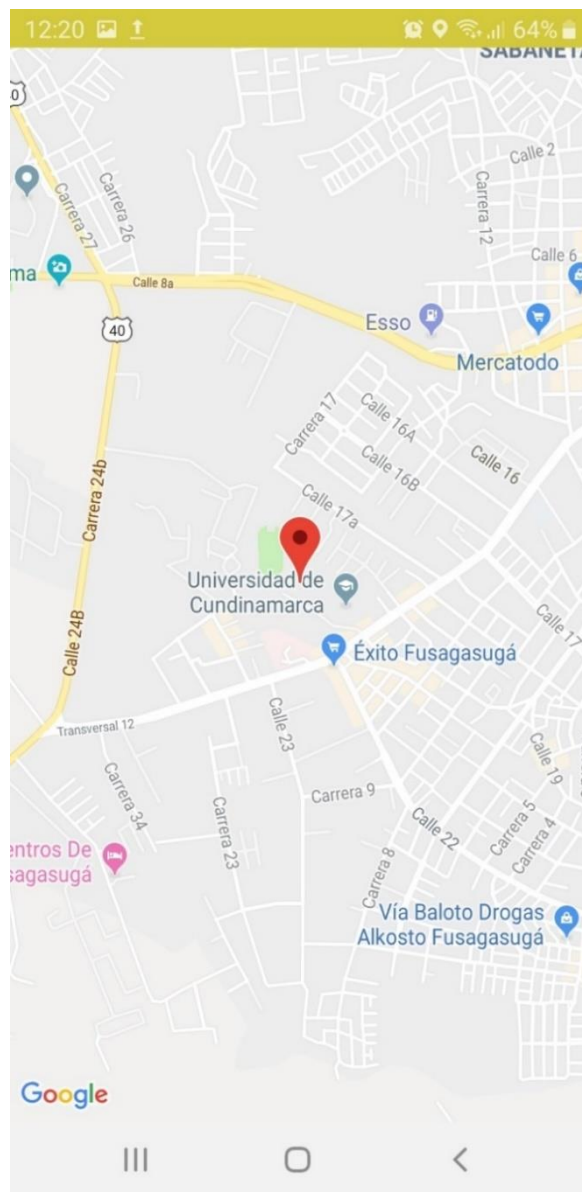 12:20
64%
SABANETA
40
Calle 2
Carrera 26
Carrera 27
Carrera 12
Calle 6
ma
Calle 8a
Esso
40
Mercatodo
Carrera 17
Calle 16A
Calle 16
Calle 16B
Carrera 24b
Calle 17a
Universidad de
Cundinamarca
Calle 17
Calle 24B
Éxito Fusagasugá
Transversal 12
Calle 23
Calle 19
Carrera 34
Carrera 9
Carrera 5
Carrera 4
Calle 22
Carrera 23
entros De
sagasugá
Carrera 8
Vía Baloto Drogas
Alkosto Fusagasugá
Google